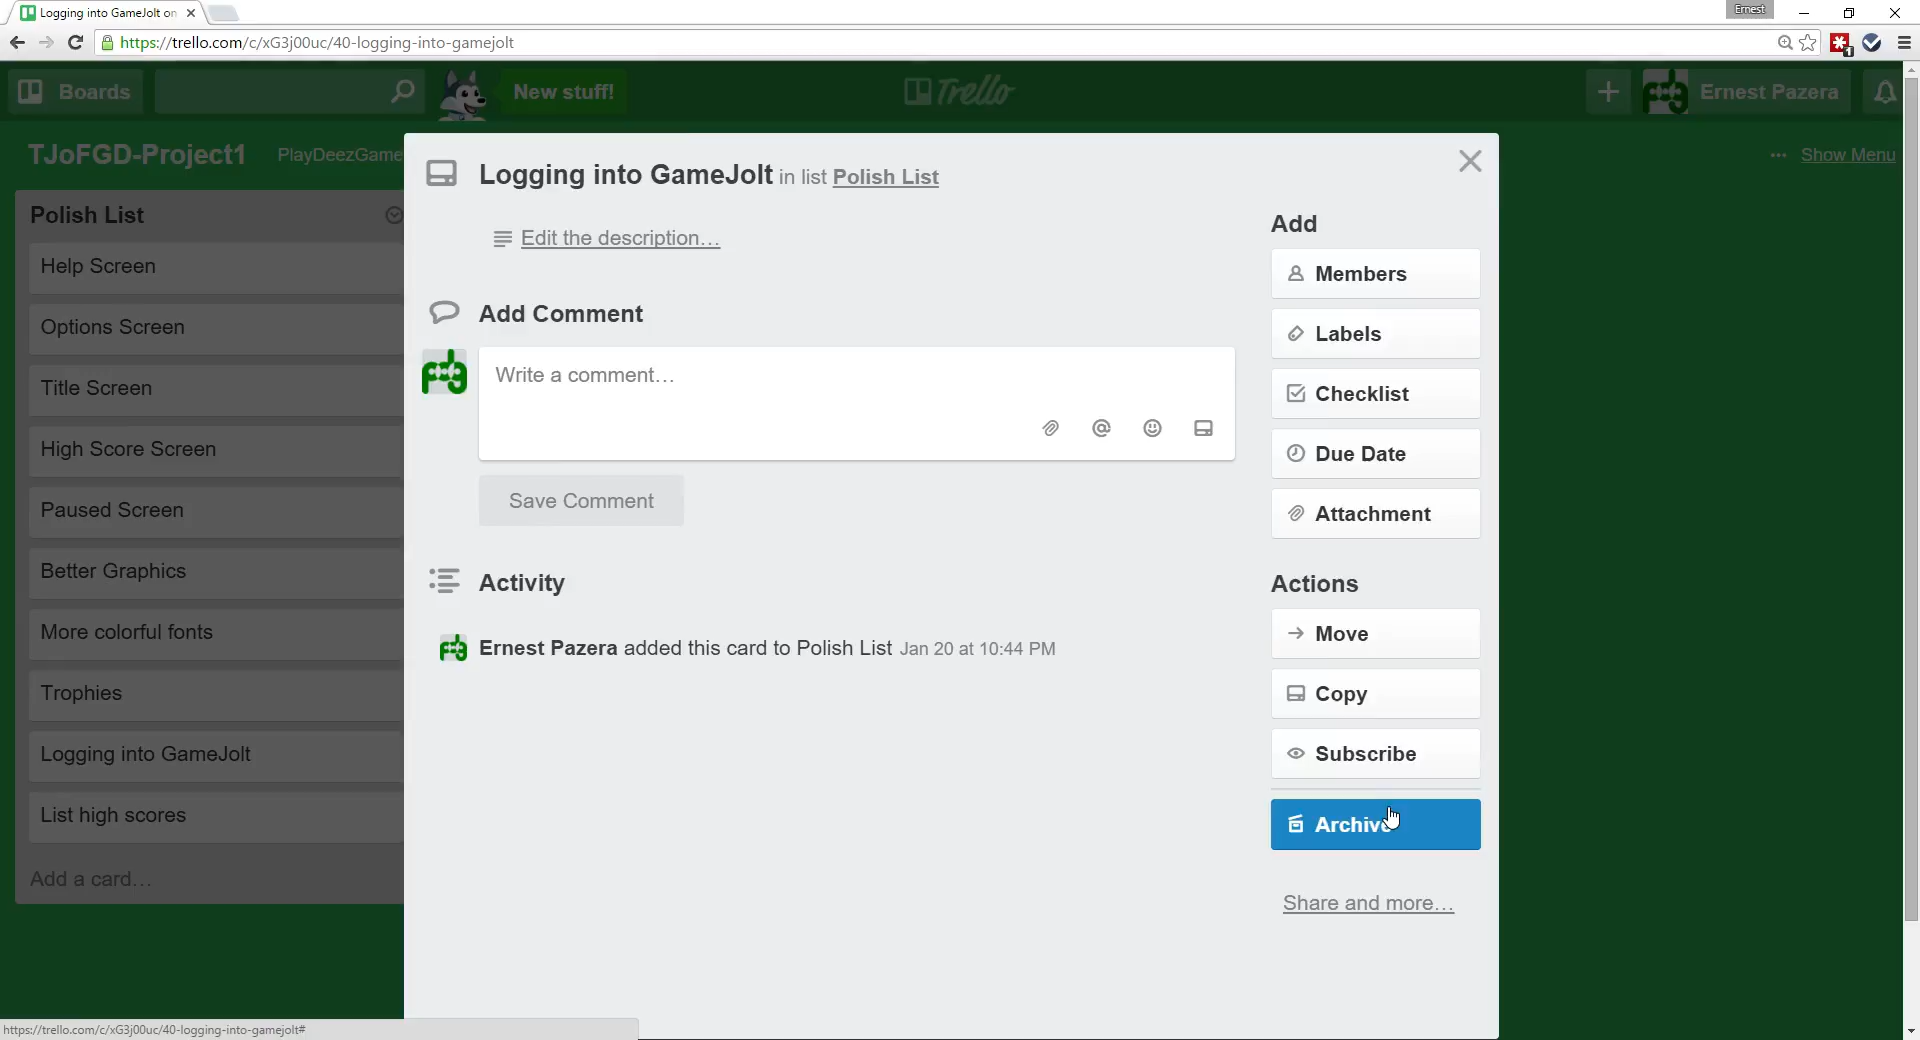 Logging into GameJolt on
Ernest
https://trello.com/c/xG3j00uc/40-logging-into-gamejolt
1
Boards
New stuff!
Trello
Ernest Pazera
TJoFGD-Project1
PlayDeezGame
Show Menu
Polish List
Help Screen
Options Screen
Title Screen
High Score Screen
Paused Screen
Better Graphics
More colorful fonts
Trophies
Logging into GameJolt
List high scores
Add a card…
Logging into GameJolt in list Polish List
Edit the description…
Add Comment
Write a comment…
Save Comment
Activity
Ernest Pazera added this card to Polish List Jan 20 at 10:44 PM
Add
Members
Labels
Checklist
Due Date
Attachment
Actions
Move
Copy
Subscribe
Archive
Share and more…
https://trello.com/c/xG3j00uc/40-logging-into-gamejolt#